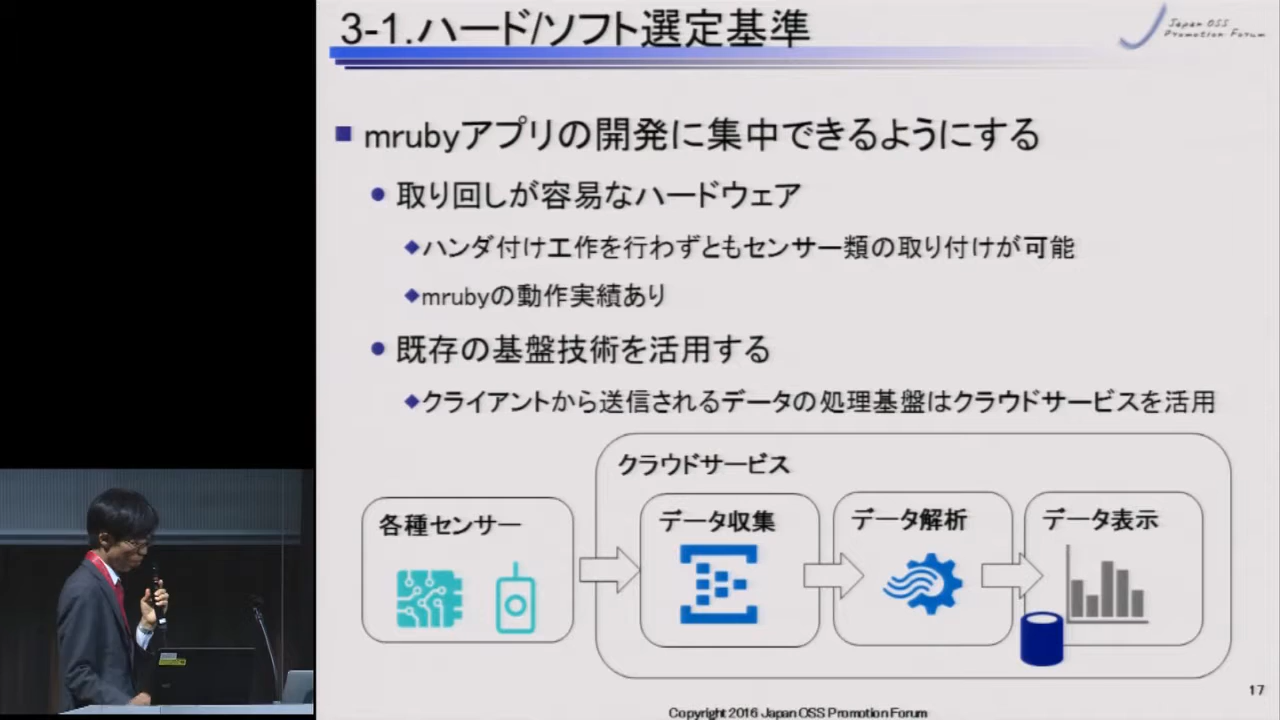 3-1.ハード/ソフト選定基準
Japan OSS
Promotion Forum
mrubyアプリの開発に集中できるようにする
取り回しが容易なハードウェア
ハンダ付け工作を行わずともセンサー類の取り付けが可能
mrubyの動作実績あり
既存の基盤技術を活用する
クライアントから送信されるデータの処理基盤はクラウドサービスを活用
クラウドサービス
各種センサー
データ収集
データ解析
データ表示
17
Copyright 2016 Japan OSS Promotion Forum